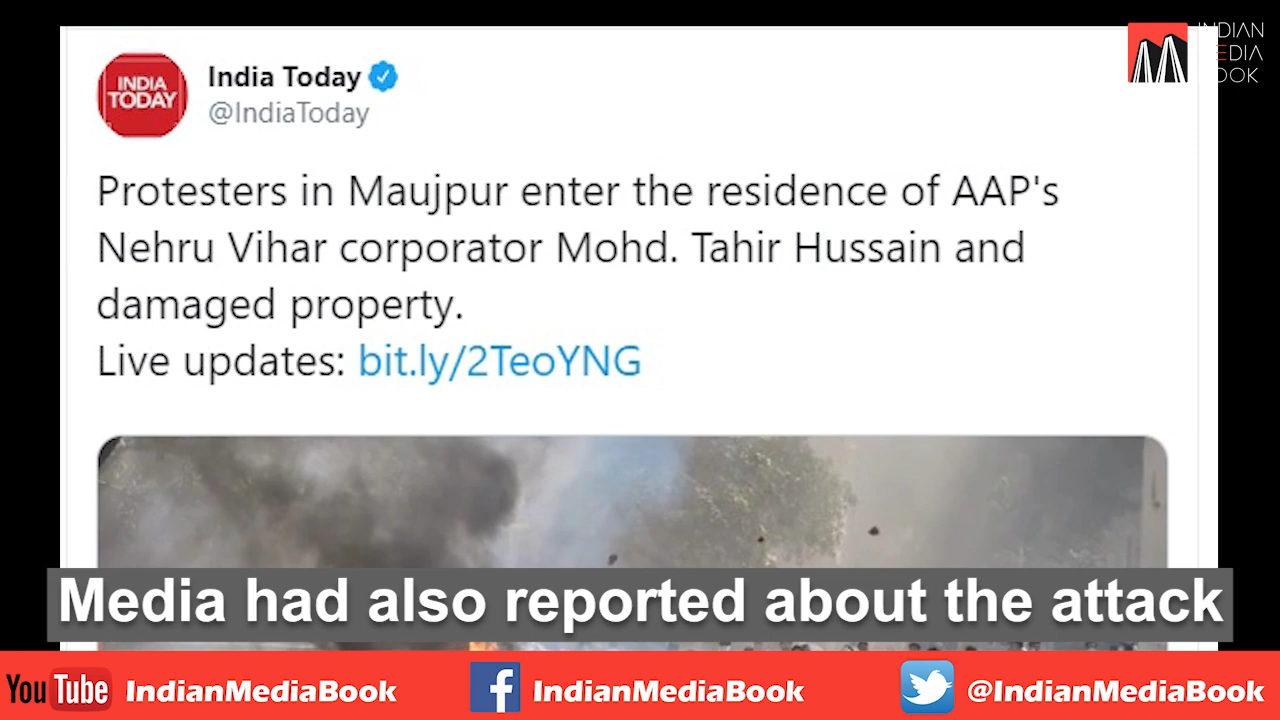 INDIAN
MEDIA
BOOK
INDIA
TODAY
India Today
@IndiaToday
Protesters in Maujpur enter the residence of AAP's
Nehru Vihar corporator Mohd. Tahir Hussain and
damaged property.
Live updates: bit.ly/2TeoYNG
Media had also reported about the attack
YouTube IndianMediaBook f IndianMediaBook @IndianMediaBook